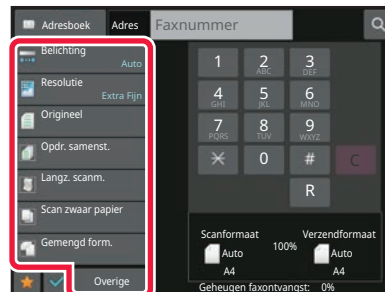 Adresboek Adres Faxnummer
Belichting
Auto
Resolutie
Extra Fijn
Origineel
Opdr. samenst.
Langz. scanm.
Scan zwaar papier
Gemengd form.
Overige
1 2 3
ABC DEF
4 5 6
GHI JKL MNO
7 8 9
PQRS TUV WXYZ
0 # C
R
Scanformaat Verzendformaat
Auto 100% Auto
A4 A4
Geheugen faxontvangst: 0%